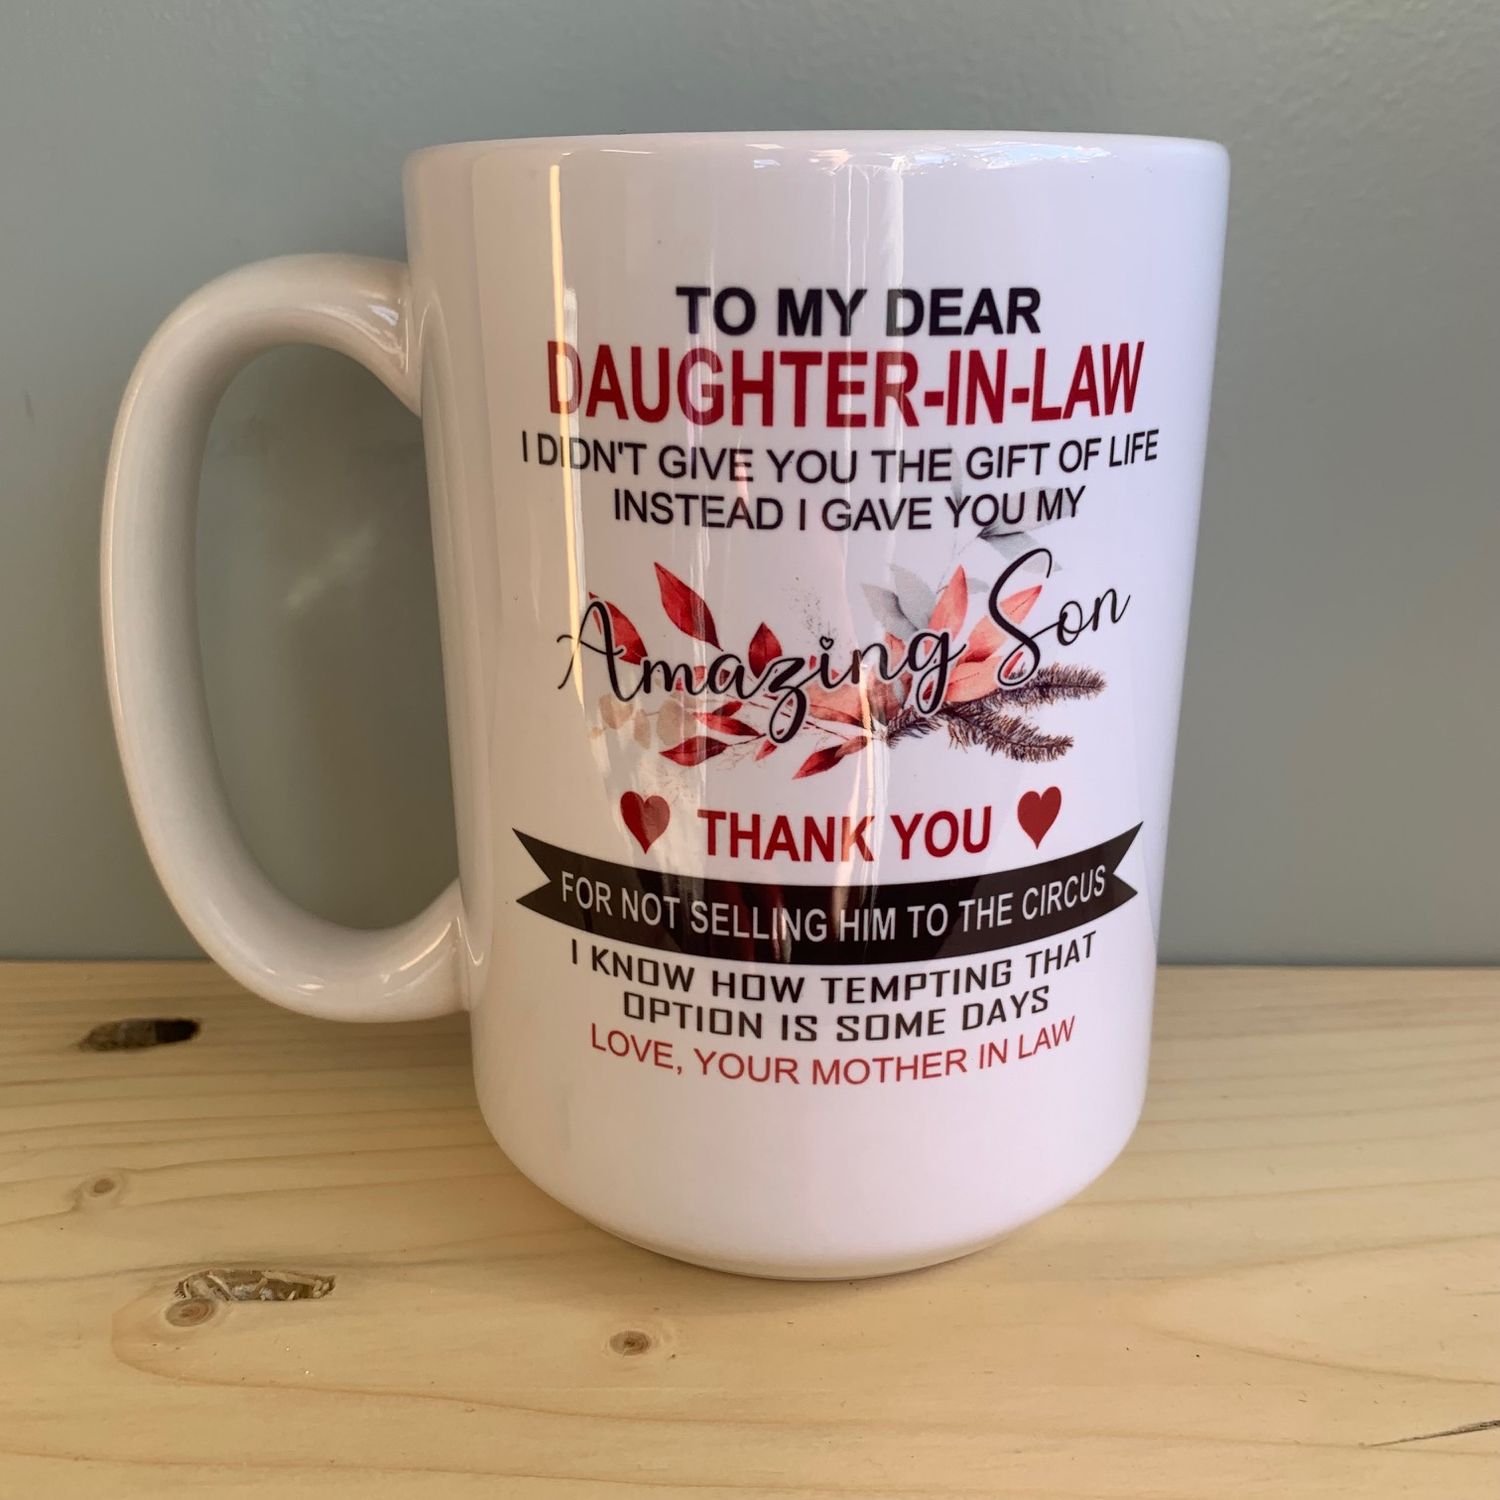 TO MY DEAR
DAUGHTER-IN-LAW
I DIDN'T GIVE YOU THE GIFT OF LIFE
INSTEAD I GAVE YOU MY
Amazing Son
THANK YOU
FOR NOT SELLING HIM TO THE CIRCUS
I KNOW HOW TEMPTING THAT
OPTION IS SOME DAYS
LOVE, YOUR MOTHER IN LAW